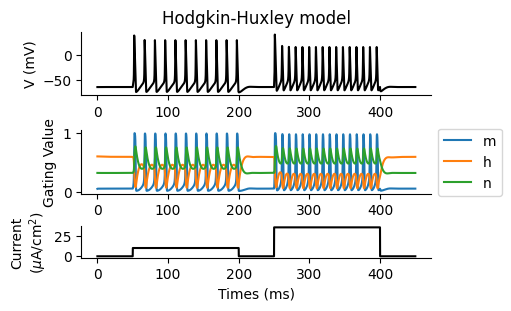 Hodgkin-Huxley model
V (mV)
0
−50
0 100 200 300 400
Gating Value
1
0
m
h
n
0 100 200 300 400
Current
(μA/cm²)
25
0
0 100 200 300 400
Times (ms)